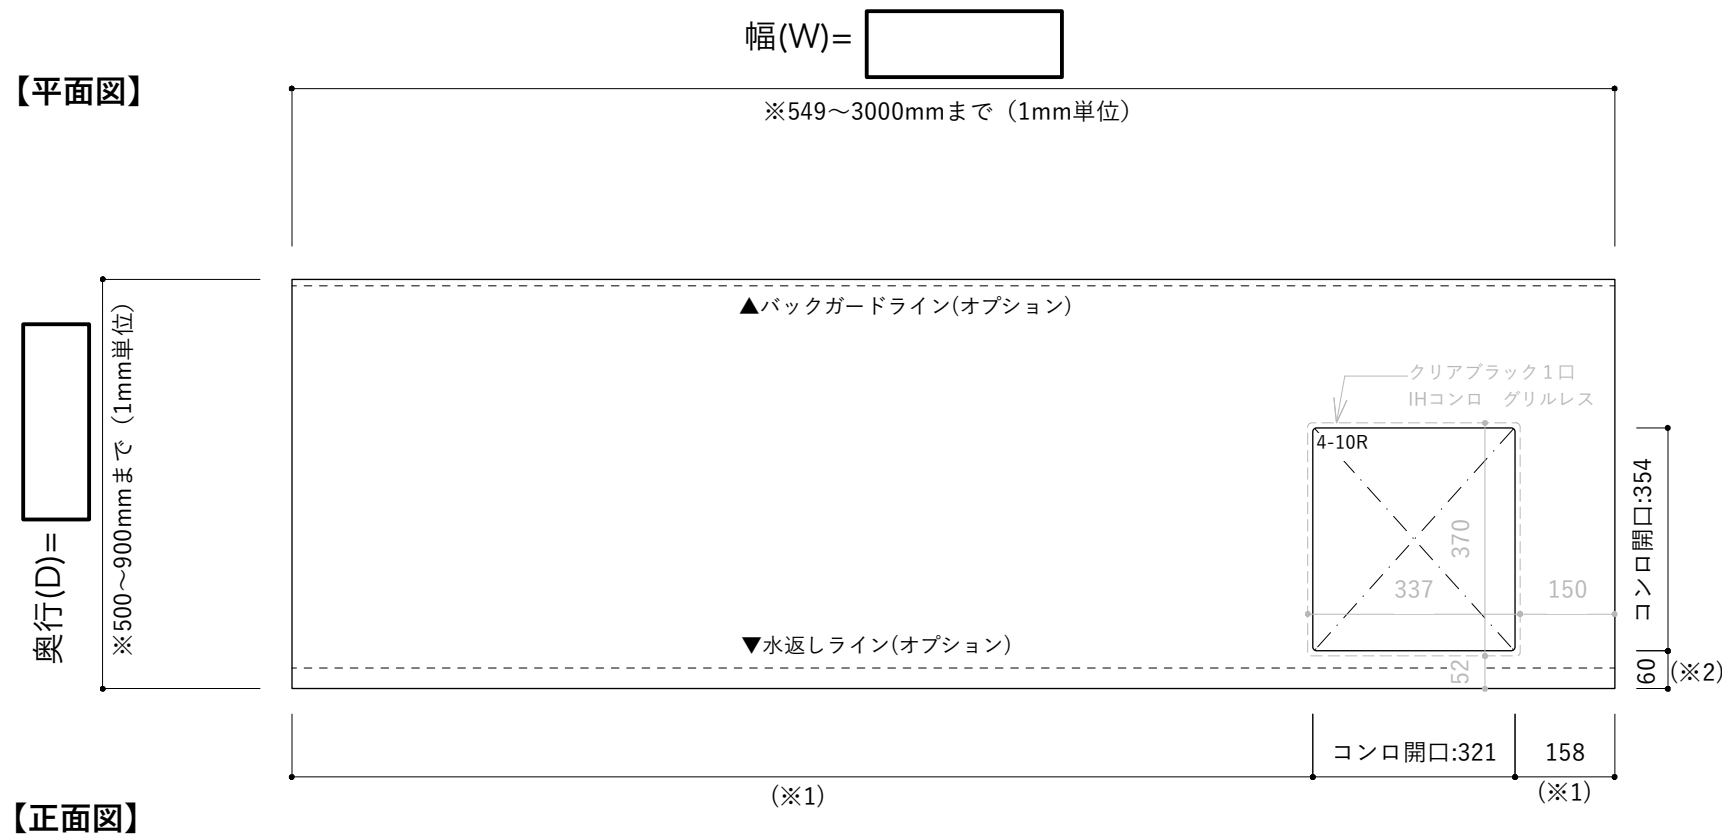 幅(W)=
【平面図】
※549～3000mmまで（1mm単位）
▲バックガードライン(オプション)
奥行(D)=
※500～900mmまで（1mm単位）
クリアブラック１口
IHコンロ　グリルレス
4-10R
コンロ開口:354
370
337
150
▼水返しライン(オプション)
52
60
(※2)
コンロ開口:321
158
(※1)
(※1)
【正面図】